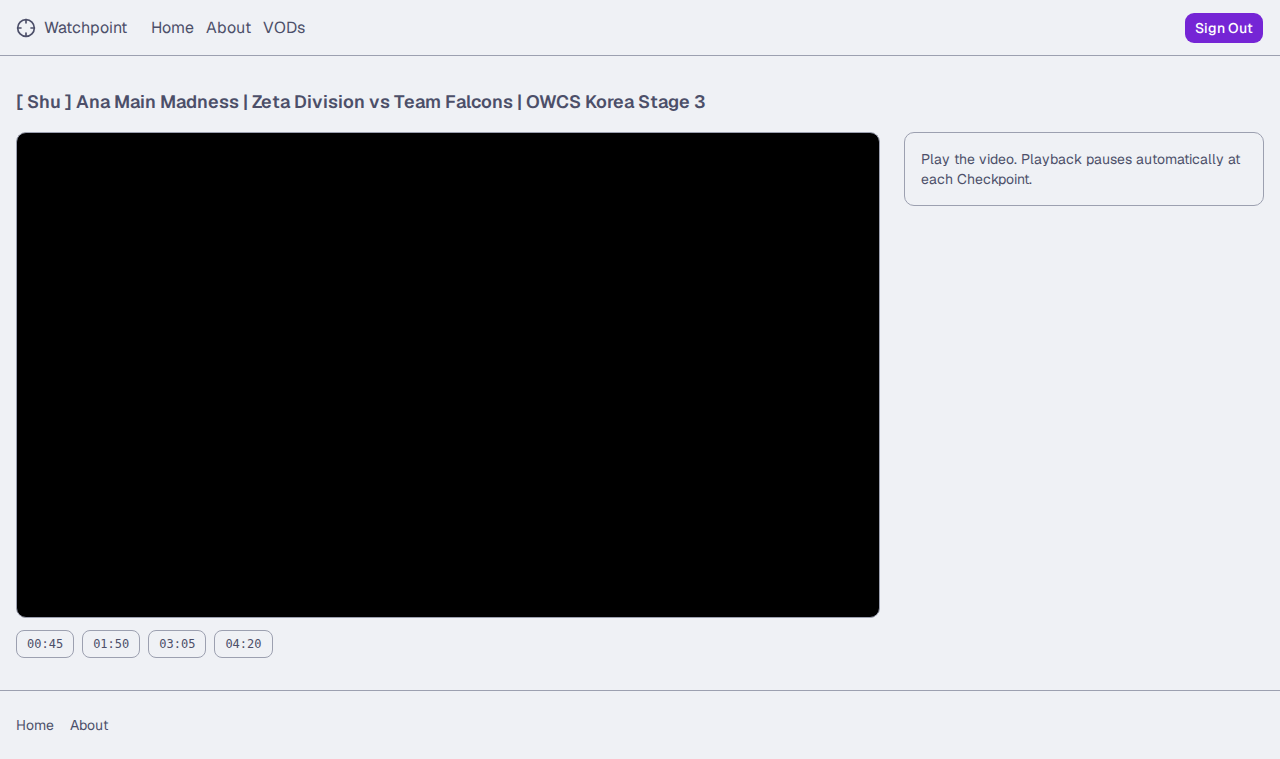 Watchpoint Home About VODs Sign Out
[ Shu ] Ana Main Madness | Zeta Division vs Team Falcons | OWCS Korea Stage 3
Play the video. Playback pauses automatically at
each Checkpoint.
00:45 01:50 03:05 04:20
Home About